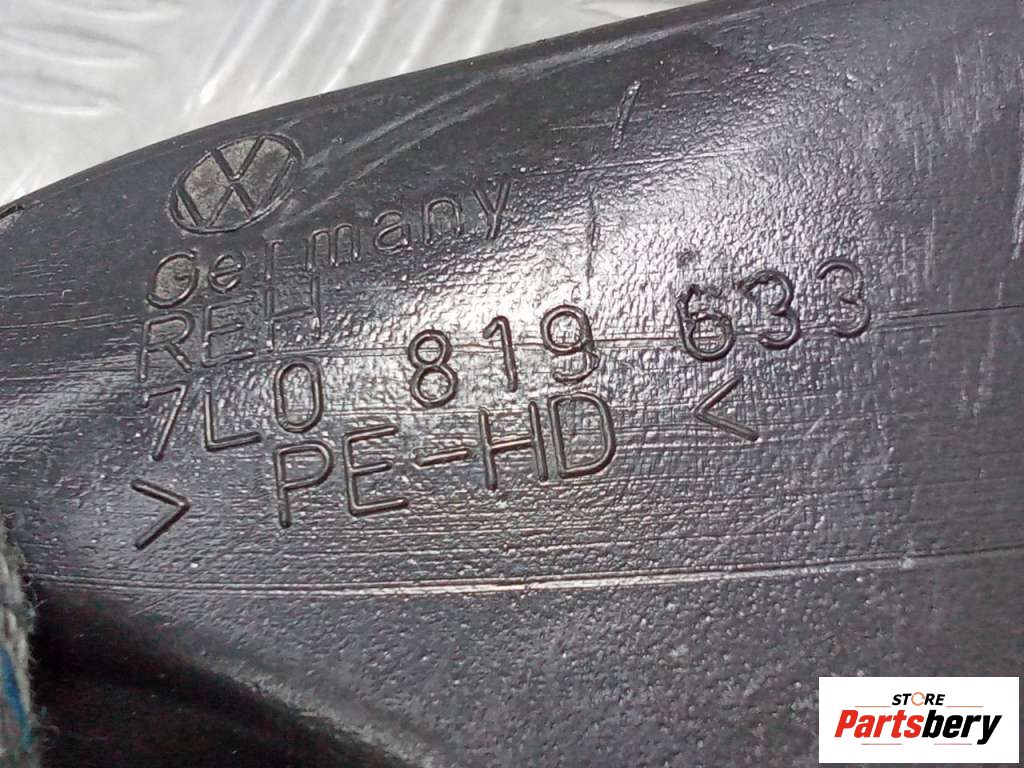 Germany
REH
7L0 819 633
> PE-HD <
STORE
Partsbery